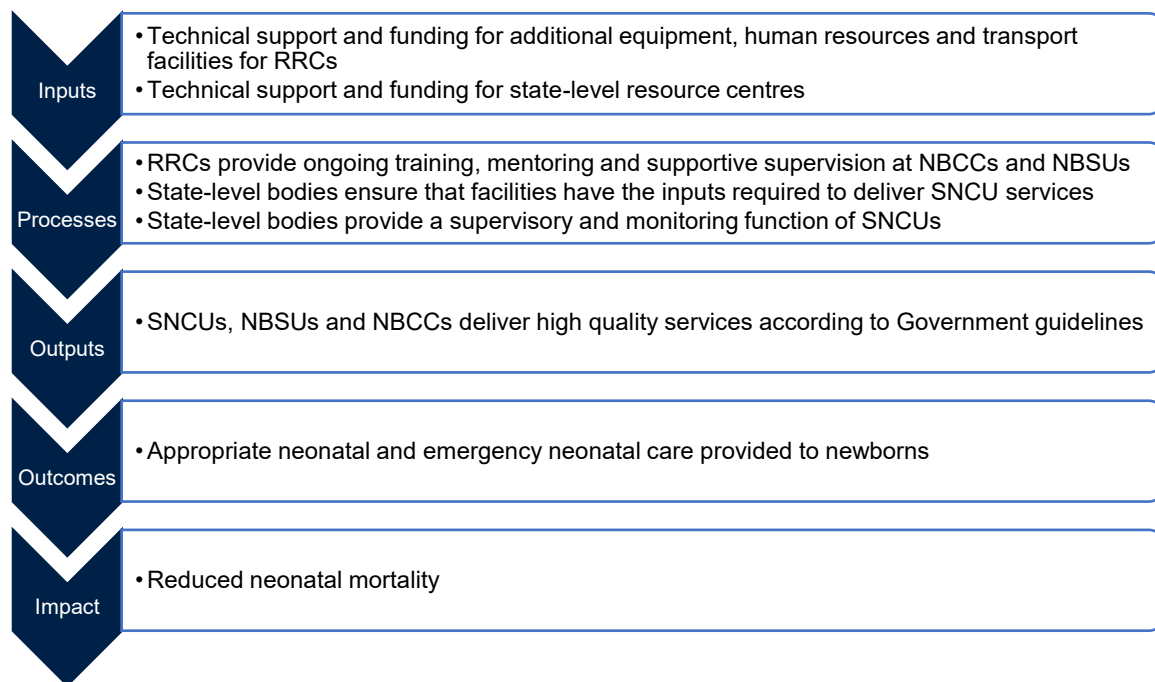 Inputs
• Technical support and funding for additional equipment, human resources and transport
facilities for RRCs
• Technical support and funding for state-level resource centres
Processes
• RRCs provide ongoing training, mentoring and supportive supervision at NBCCs and NBSUs
• State-level bodies ensure that facilities have the inputs required to deliver SNCU services
• State-level bodies provide a supervisory and monitoring function of SNCUs
Outputs
• SNCUs, NBSUs and NBCCs deliver high quality services according to Government guidelines
Outcomes
• Appropriate neonatal and emergency neonatal care provided to newborns
Impact
• Reduced neonatal mortality